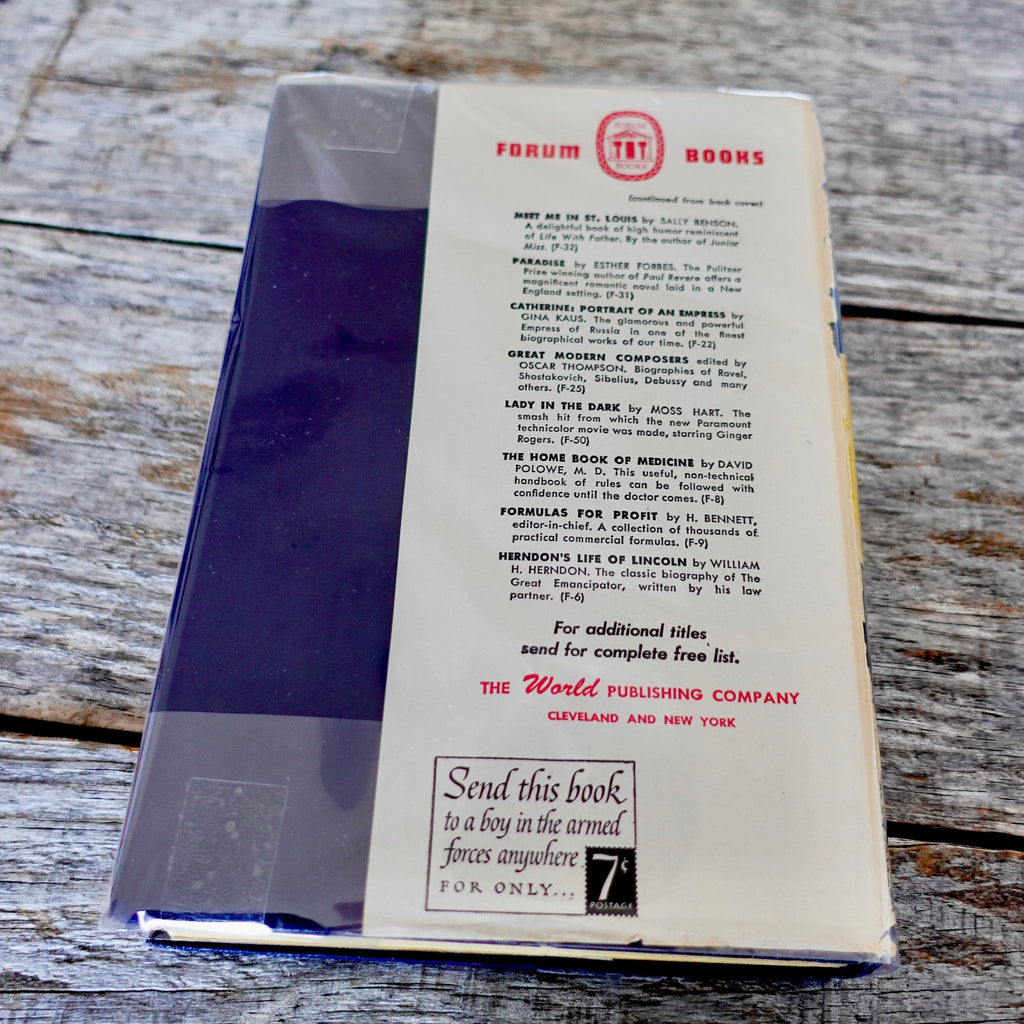 FORUM BOOKS
FORUM
BOOKS
(continued from back cover)
MEET ME IN ST. LOUIS by SALLY BENSON.
A delightful book of high humor reminiscent
of Life With Father. By the author of Junior
Miss. (F-32)
PARADISE by ESTHER FORBES. The Pulitzer
Prize winning author of Paul Revere offers a
magnificent romantic novel laid in a New
England setting. (F-31)
CATHERINE: PORTRAIT OF AN EMPRESS by
GINA KAUS. The glamorous and powerful
Empress of Russia in one of the finest
biographical works of our time. (F-22)
GREAT MODERN COMPOSERS edited by
OSCAR THOMPSON. Biographies of Ravel,
Shostakovich, Sibelius, Debussy and many
others. (F-25)
LADY IN THE DARK by MOSS HART. The
smash hit from which the new Paramount
technicolor movie was made, starring Ginger
Rogers. (F-50)
THE HOME BOOK OF MEDICINE by DAVID
POLOWE, M. D. This useful, non-technical
handbook of rules can be followed with
confidence until the doctor comes. (F-8)
FORMULAS FOR PROFIT by H. BENNETT,
editor-in-chief. A collection of thousands of
practical commercial formulas. (F-9)
HERNDON'S LIFE OF LINCOLN by WILLIAM
H. HERNDON. The classic biography of The
Great Emancipator, written by his law
partner. (F-6)
For additional titles
send for complete free list.
THE World PUBLISHING COMPANY
CLEVELAND AND NEW YORK
Send this book
to a boy in the armed
forces anywhere
FOR ONLY...
7¢
POSTAGE